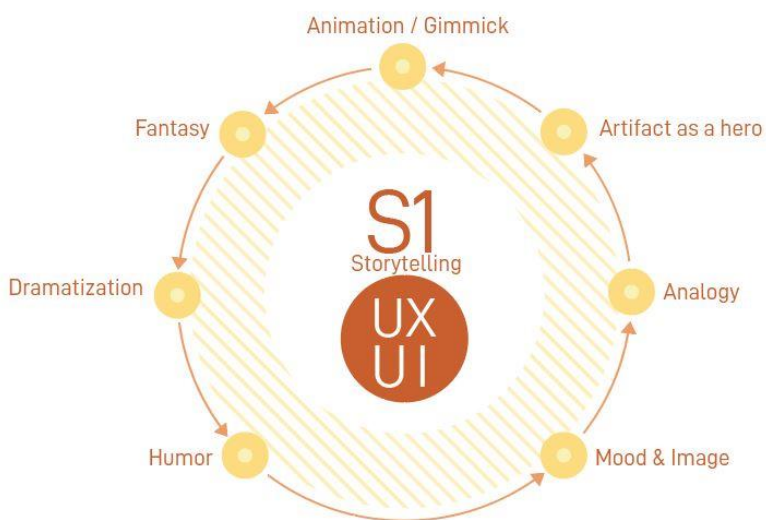 Animation / Gimmick
Fantasy
Artifact as a hero
S1
Storytelling
Dramatization
Analogy
UX
UI
Humor
Mood & Image